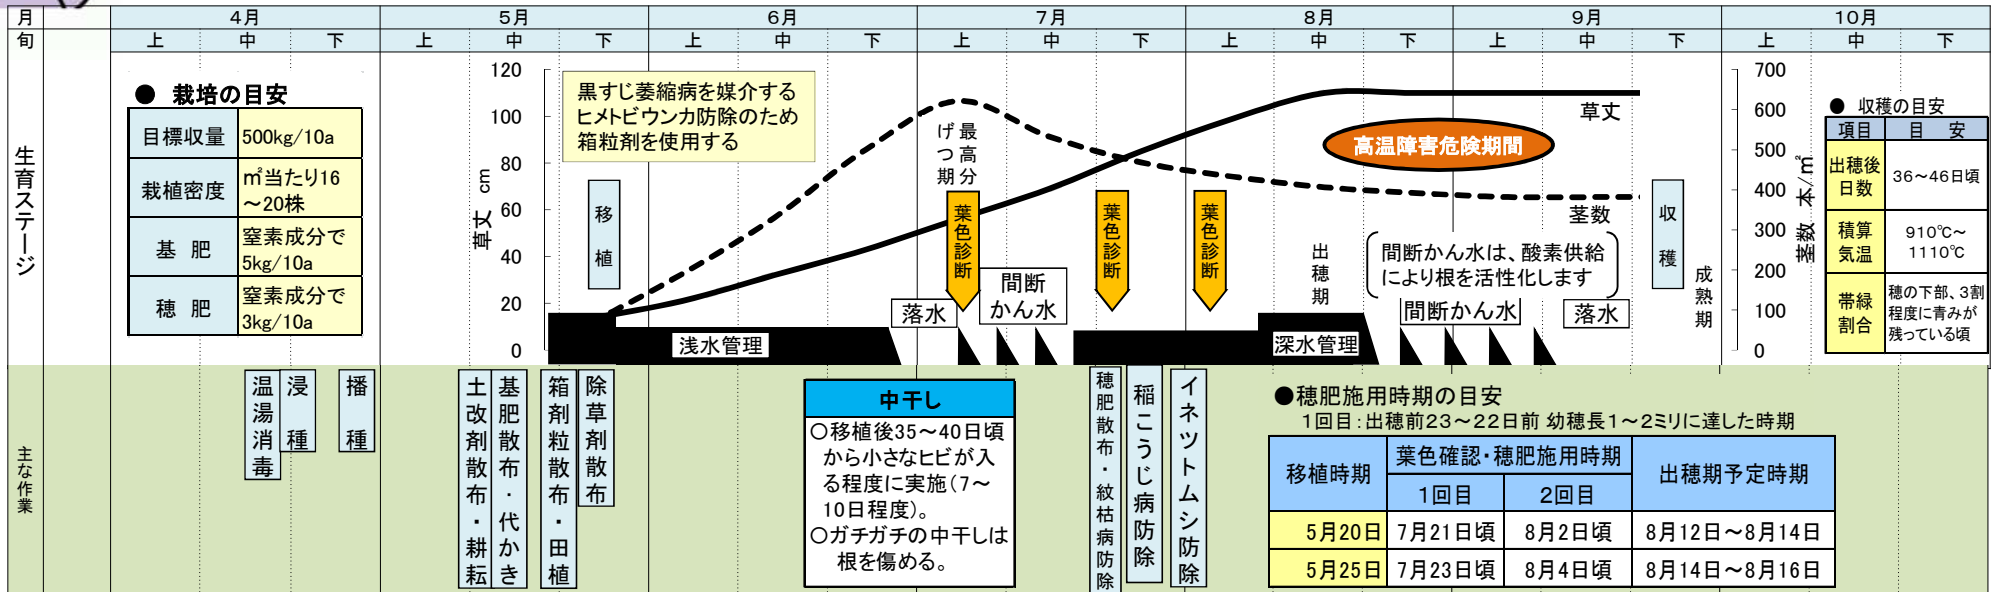 月 4月 5月 6月 7月 8月 9月 10月
旬 上 中 下 上 中 下 上 中 下 上 中 下 上 中 下 上 中 下 上 中 下
生育ステージ
● 栽培の目安
目標収量 500kg/10a
栽植密度 ㎡当たり16
～20株
基 肥 窒素成分で
5kg/10a
穂 肥 窒素成分で
3kg/10a
草丈 cm
120
100
80
60
40
20
0
黒すじ萎縮病を媒介する
ヒメトビウンカ防除のため
箱粒剤を使用する
移植
最高分
げつ期
葉色診断
葉色診断
葉色診断
落水
間断
かん水
浅水管理
深水管理
出穂期
高温障害危険期間
草丈
茎数
間断かん水は、酸素供給
により根を活性化します
間断かん水
落水
収穫
成熟期
茎数 本/㎡
700
600
500
400
300
200
100
0
● 収穫の目安
項目 目 安
出穂後
日数
36～46日頃
積算
気温
910℃～
1110℃
帯緑
割合
穂の下部、3割
程度に青みが
残っている頃
主な作業
温湯消毒
浸種
播種
土改剤散布・耕耘
基肥散布・代かき
箱剤粒散布・田植
除草剤散布
中干し
○移植後35～40日頃
から小さなヒビが入
る程度に実施(7～
10日程度)。
○ガチガチの中干しは
根を傷める。
穂肥散布・紋枯病防除
稲こうじ病防除
イネツトムシ防除
●穂肥施用時期の目安
1回目:出穂前23～22日前 幼穂長1～2ミリに達した時期
移植時期 葉色確認・穂肥施用時期 出穂期予定時期
1回目 2回目
5月20日 7月21日頃 8月2日頃 8月12日～8月14日
5月25日 7月23日頃 8月4日頃 8月14日～8月16日